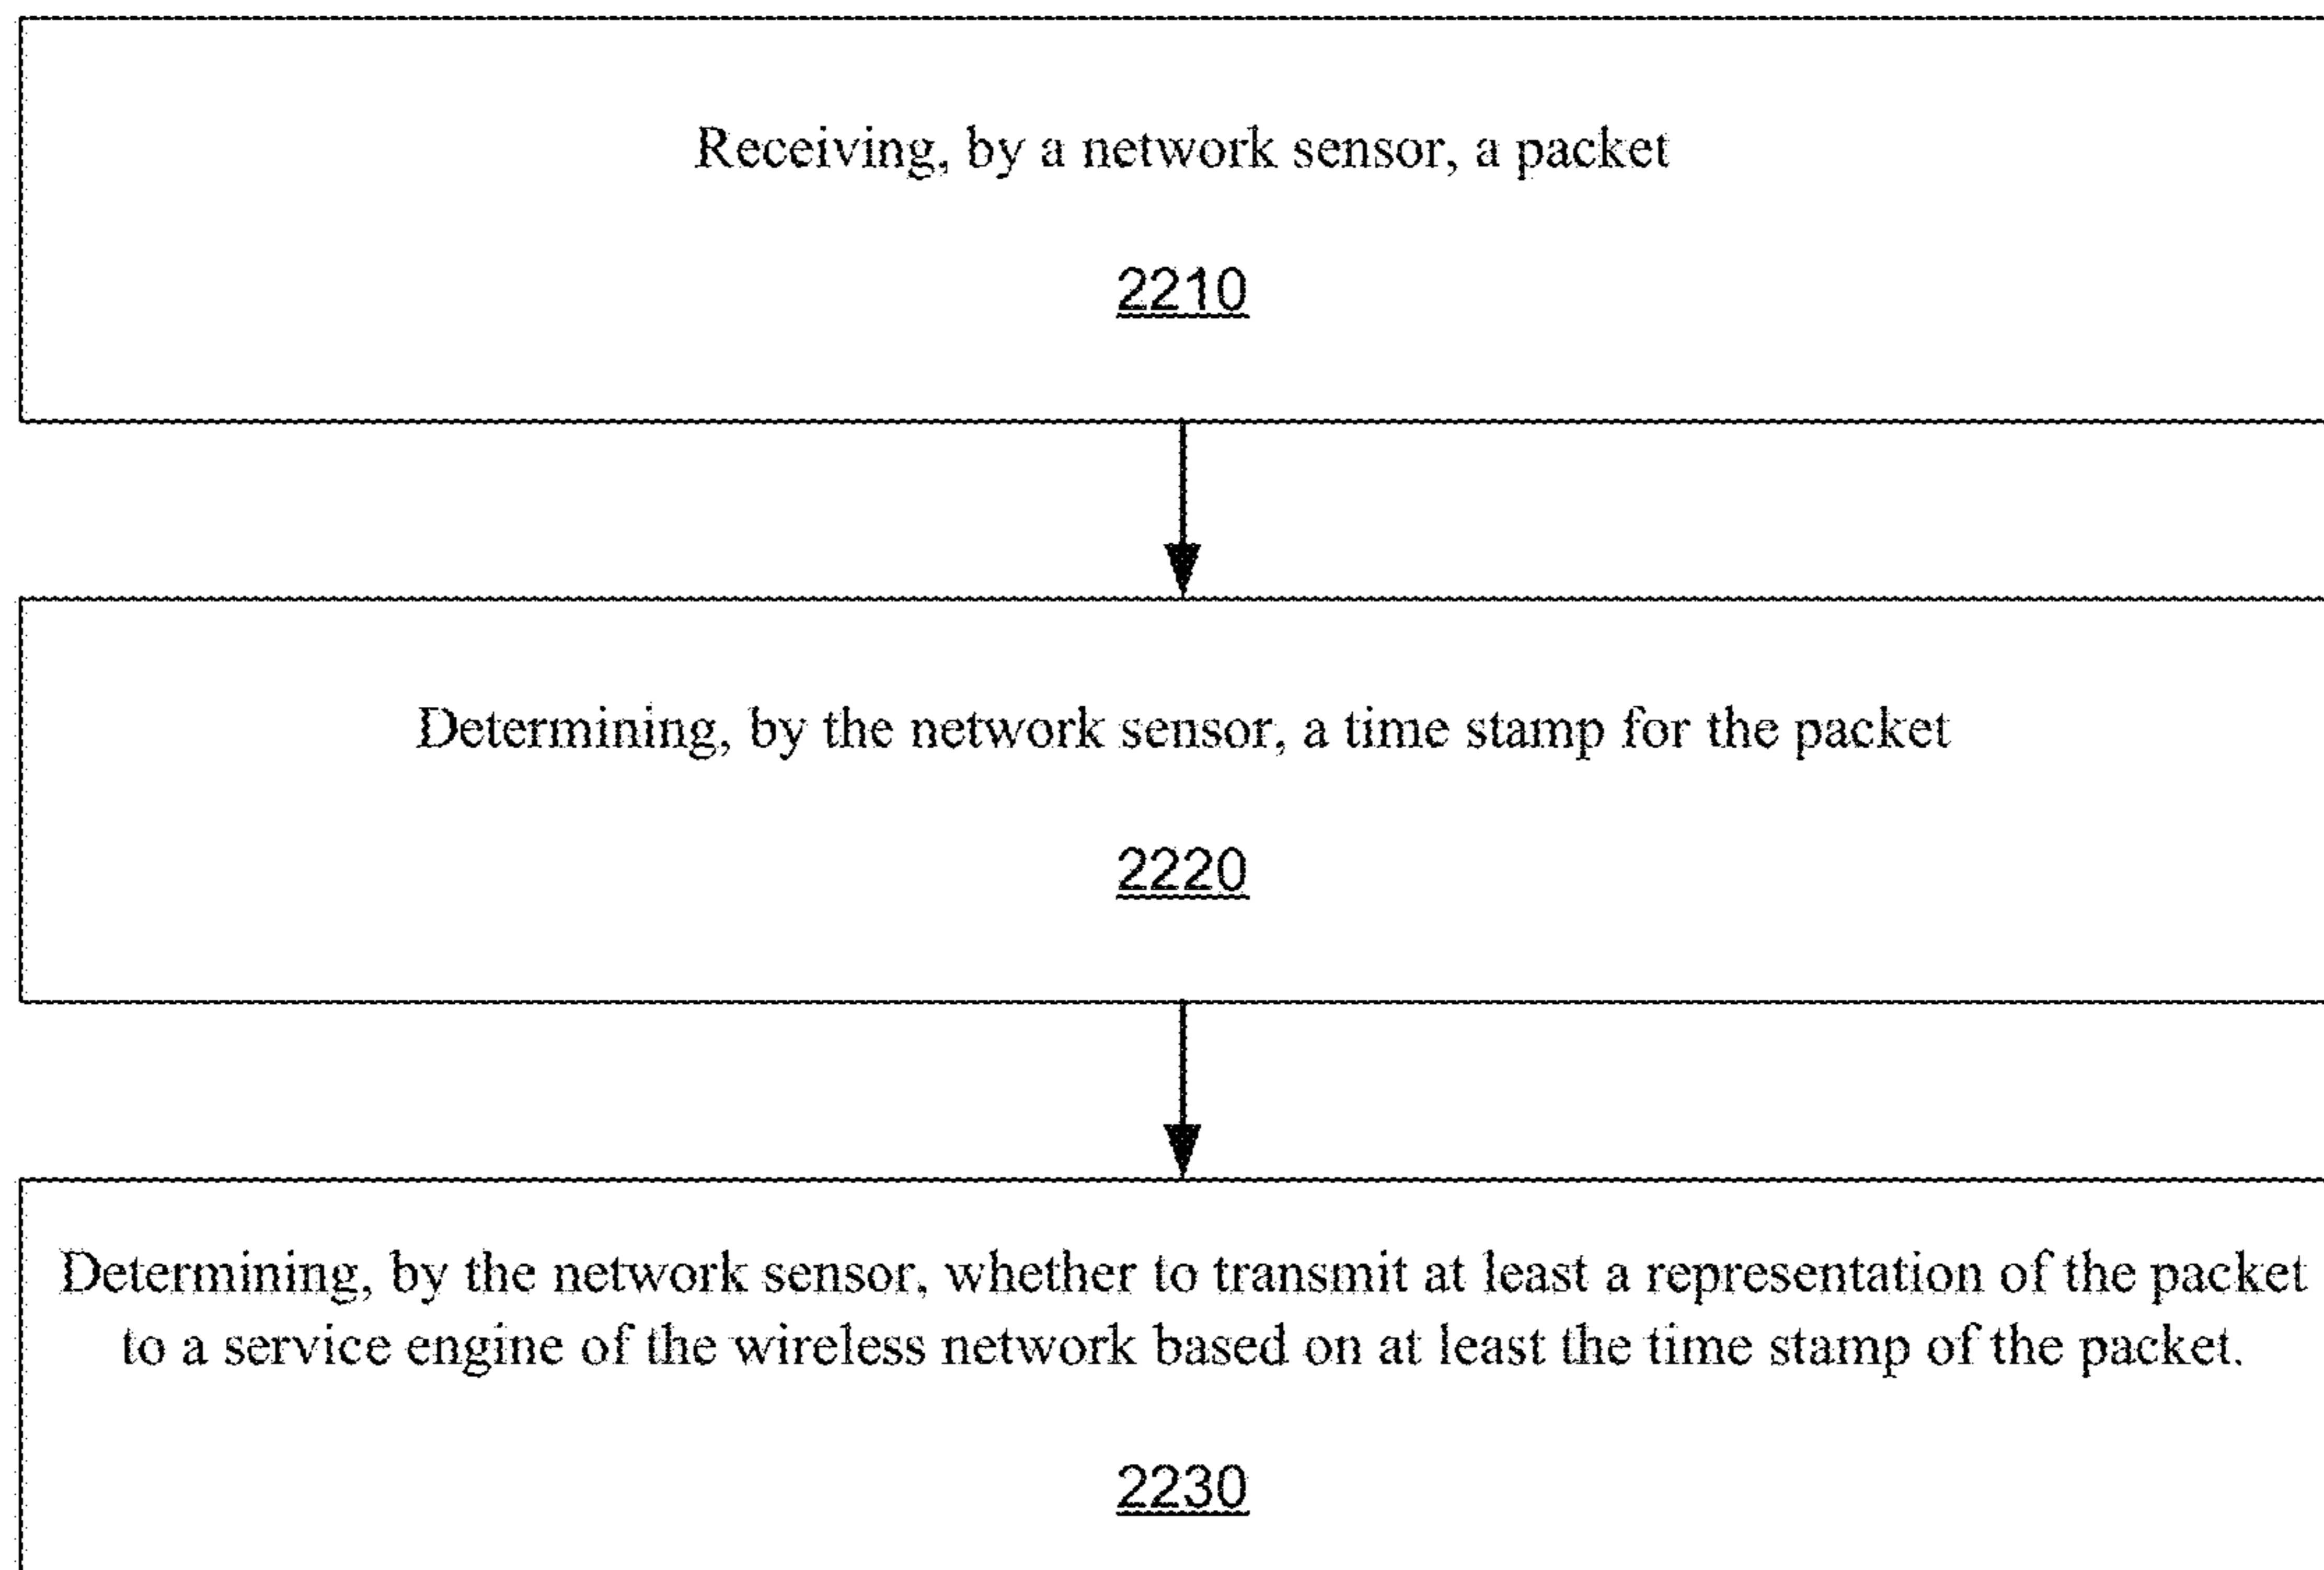 Receiving, by a network sensor, a packet
2210
Determining, by the network sensor, a time stamp for the packet
2220
Determining, by the network sensor, whether to transmit at least a representation of the packet
to a service engine of the wireless network based on at least the time stamp of the packet.
2230